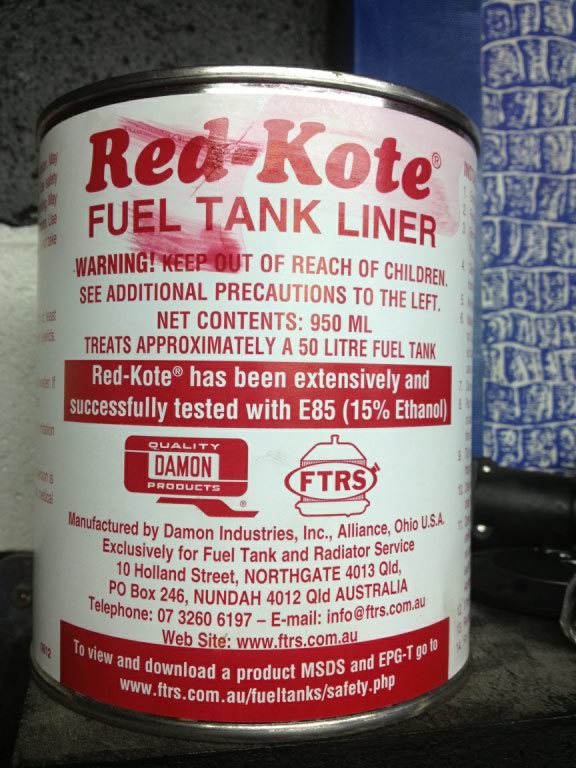 Red-Kote®
FUEL TANK LINER
WARNING! KEEP OUT OF REACH OF CHILDREN.
SEE ADDITIONAL PRECAUTIONS TO THE LEFT.
NET CONTENTS: 950 ML
TREATS APPROXIMATELY A 50 LITRE FUEL TANK
Red-Kote® has been extensively and
successfully tested with E85 (15% Ethanol)
QUALITY
DAMON
PRODUCTS
®
FTRS
Manufactured by Damon Industries, Inc., Alliance, Ohio U.S.A.
Exclusively for Fuel Tank and Radiator Service
10 Holland Street, NORTHGATE 4013 Qld,
PO Box 246, NUNDAH 4012 Qld AUSTRALIA
Telephone: 07 3260 6197 – E-mail: info@ftrs.com.au
Web Site: www.ftrs.com.au
To view and download a product MSDS and EPG-T go to
www.ftrs.com.au/fueltanks/safety.php